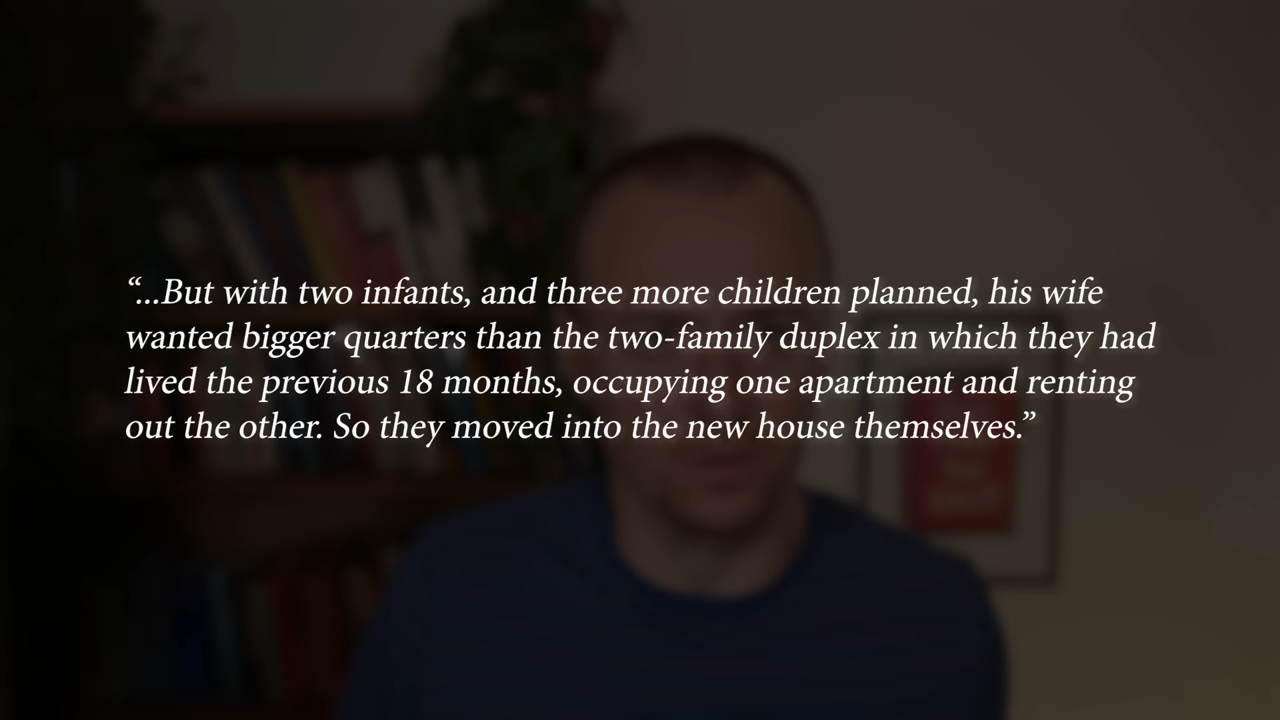 “...But with two infants, and three more children planned, his wife
wanted bigger quarters than the two-family duplex in which they had
lived the previous 18 months, occupying one apartment and renting
out the other. So they moved into the new house themselves.”